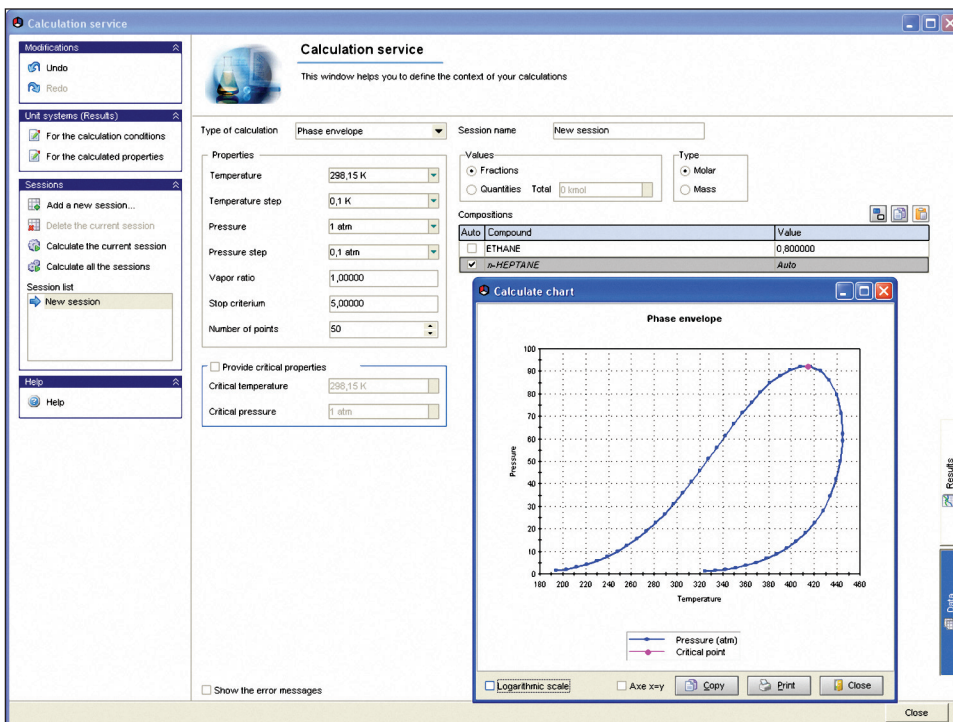 Calculation service
Modifications
Undo
Redo
Unit systems (Results)
For the calculation conditions
For the calculated properties
Sessions
Add a new session...
Delete the current session
Calculate the current session
Calculate all the sessions
Session list
New session
Help
Help
Calculation service
This window helps you to define the context of your calculations
Type of calculation Phase envelope Session name New session
Properties
Temperature 298,15 K
Temperature step 0,1 K
Pressure 1 atm
Pressure step 0,1 atm
Vapor ratio 1,00000
Stop criterium 5,00000
Number of points 50
Provide critical properties
Critical temperature 298,15 K
Critical pressure 1 atm
Values
Fractions
Quantities Total 0 kmol
Type
Molar
Mass
Compositions
Auto Compound Value
ETHANE 0,800000
n-HEPTANE Auto
Calculate chart
Phase envelope
100
90
80
70
60
50
40
30
20
10
0
Pressure
180 200 220 240 260 280 300 320 340 360 380 400 420 440 460
Temperature
Pressure (atm)
Critical point
Logarithmic scale Axe x=y Copy Print Close
Results
Data
Show the error messages
Close